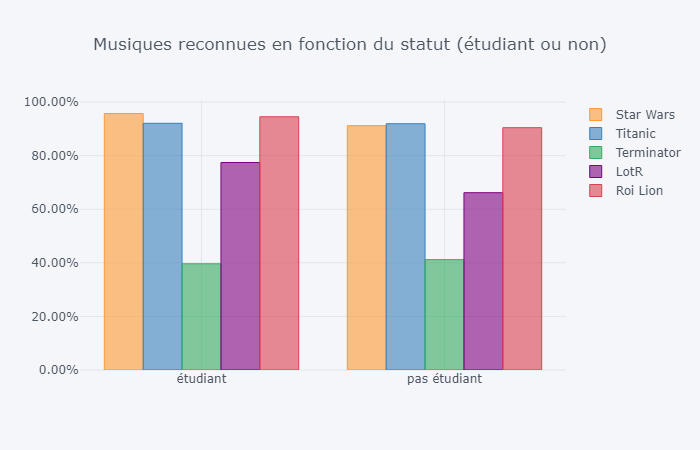 Musiques reconnues en fonction du statut (étudiant ou non)
100.00%
80.00%
60.00%
40.00%
20.00%
0.00%
étudiant
pas étudiant
Star Wars
Titanic
Terminator
LotR
Roi Lion